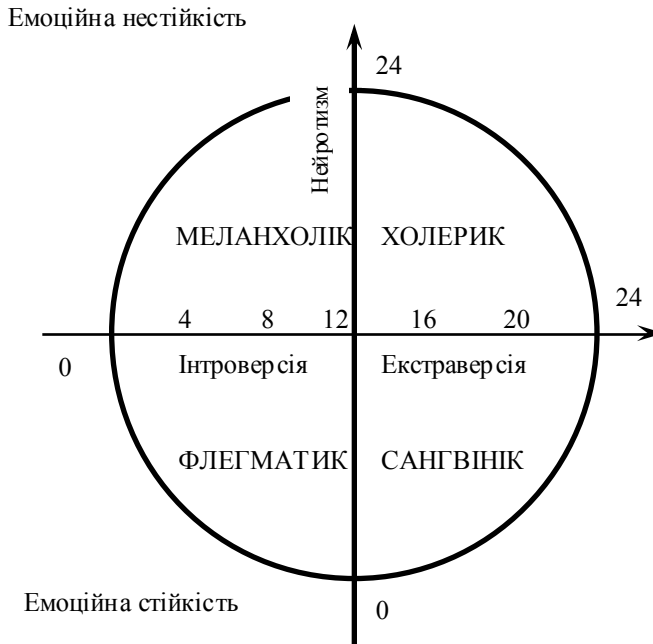 Емоційна нестійкість
24
Нейротизм
МЕЛАНХОЛІК ХОЛЕРИК
24
4 8 12 16 20
0 Інтроверсія Екстраверсія
ФЛЕГМАТИК САНГВІНІК
Емоційна стійкість
0